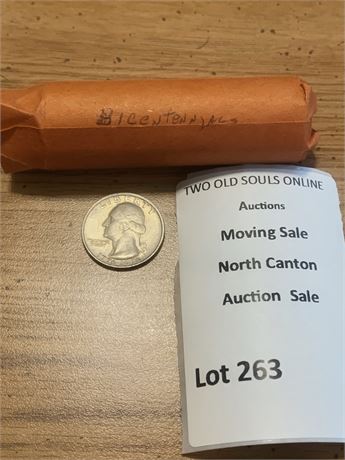 Bicentennials
TWO OLD SOULS ONLINE
Auctions
Moving Sale
North Canton
Auction Sale
Lot 263
LIBERTY